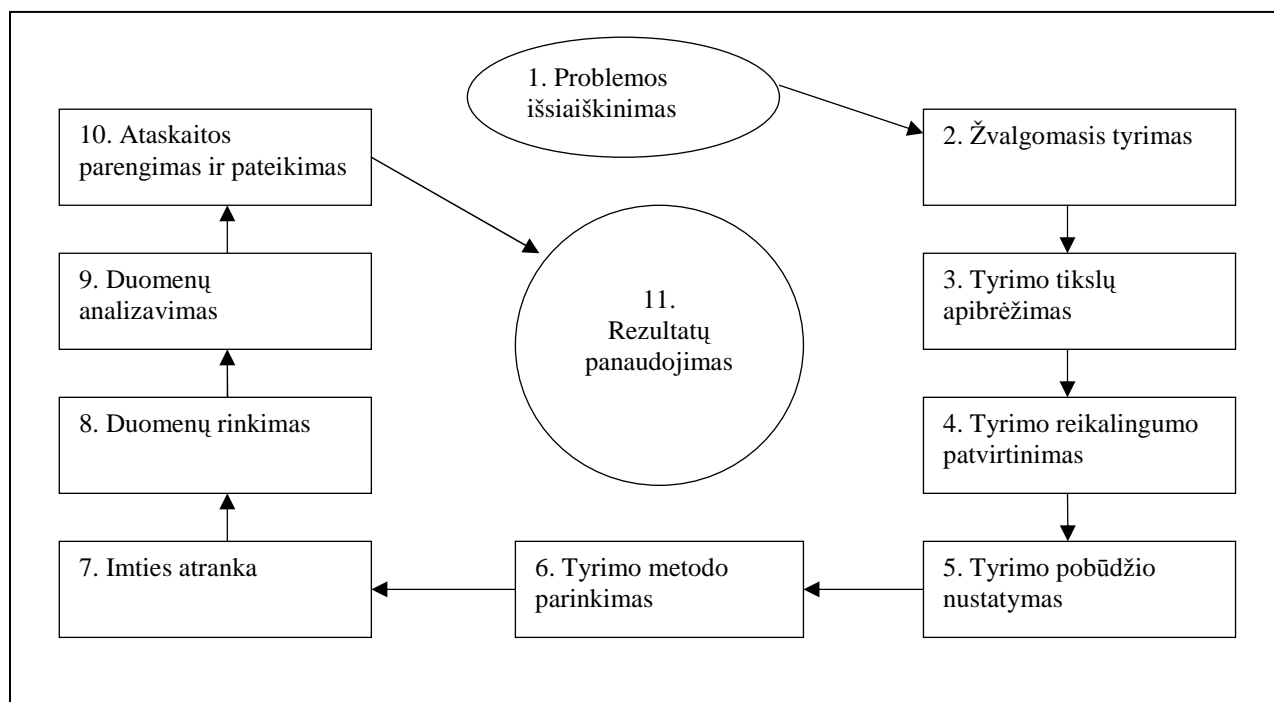 1. Problemos
išsiaiškinimas
2. Žvalgomasis tyrimas
3. Tyrimo tikslų
apibrėžimas
4. Tyrimo reikalingumo
patvirtinimas
5. Tyrimo pobūdžio
nustatymas
6. Tyrimo metodo
parinkimas
7. Imties atranka
8. Duomenų rinkimas
9. Duomenų
analizavimas
10. Ataskaitos
parengimas ir pateikimas
11.
Rezultatų
panaudojimas